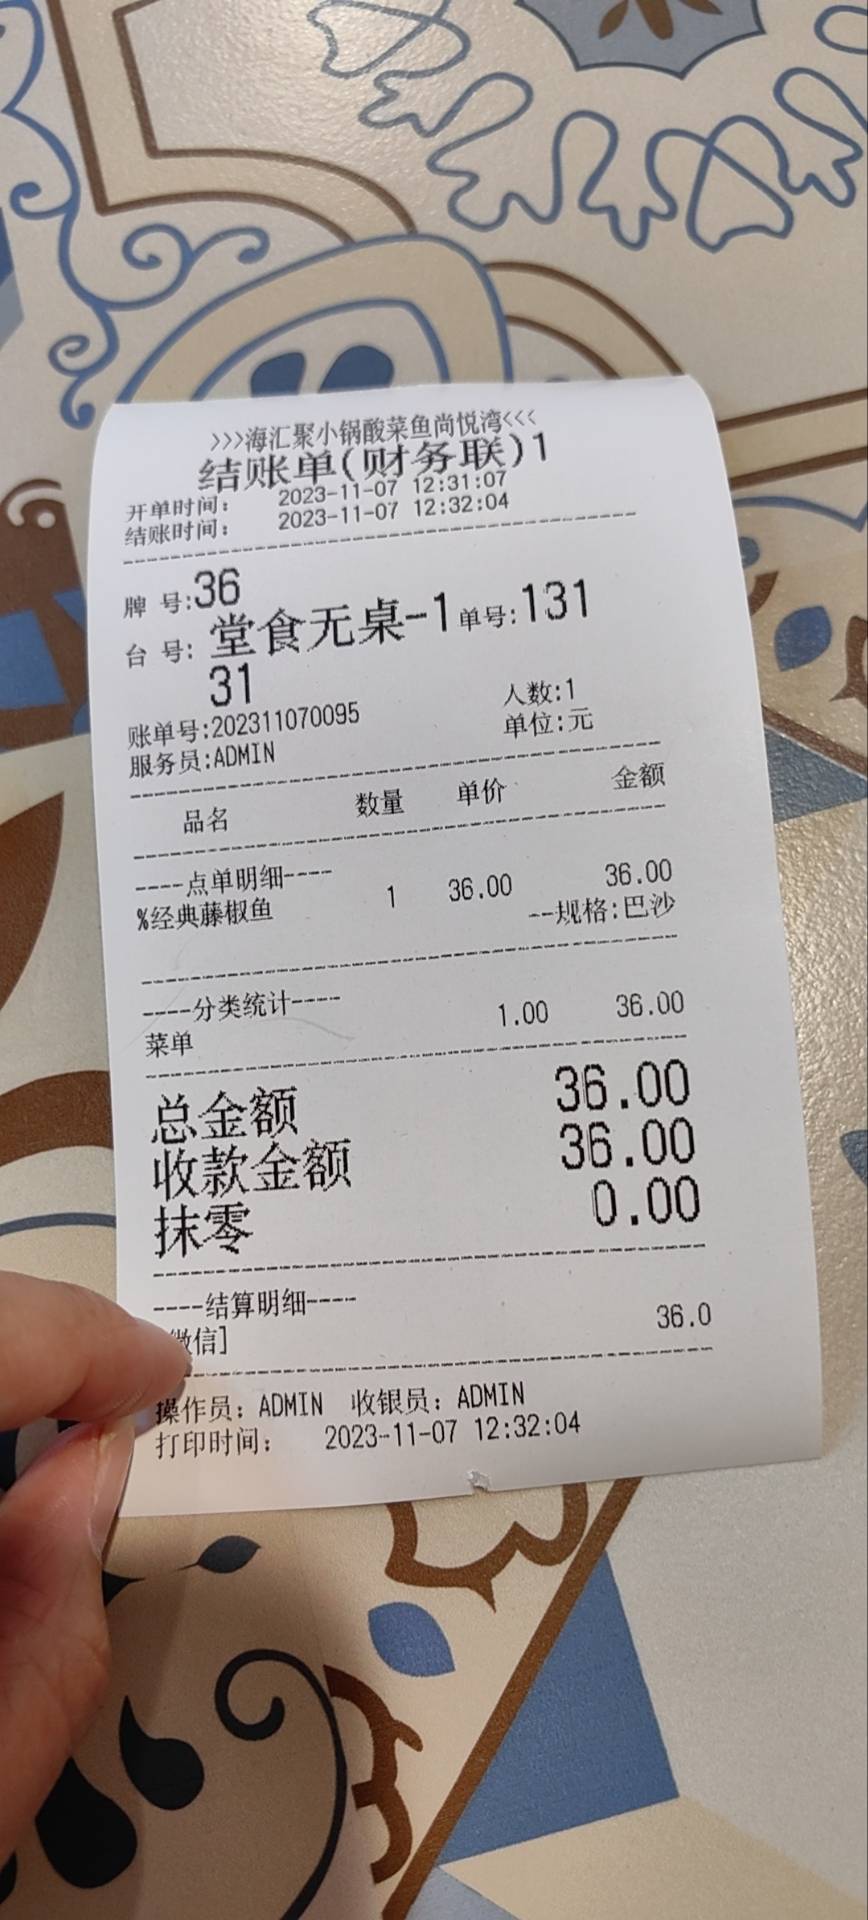 >>>海汇聚小锅酸菜鱼尚悦湾<<<
结账单(财务联)1
开单时间: 2023-11-07 12:31:07
结账时间: 2023-11-07 12:32:04
牌 号:36
台 号: 堂食无桌-1 单号:131
31
账单号:202311070095 人数:1
服务员:ADMIN 单位:元
品名 数量 单价 金额
----点单明细----
%经典藤椒鱼 1 36.00 36.00
--规格:巴沙
----分类统计----
菜单 1.00 36.00
总金额 36.00
收款金额 36.00
抹零 0.00
----结算明细----
微信] 36.0
操作员: ADMIN 收银员: ADMIN
打印时间: 2023-11-07 12:32:04